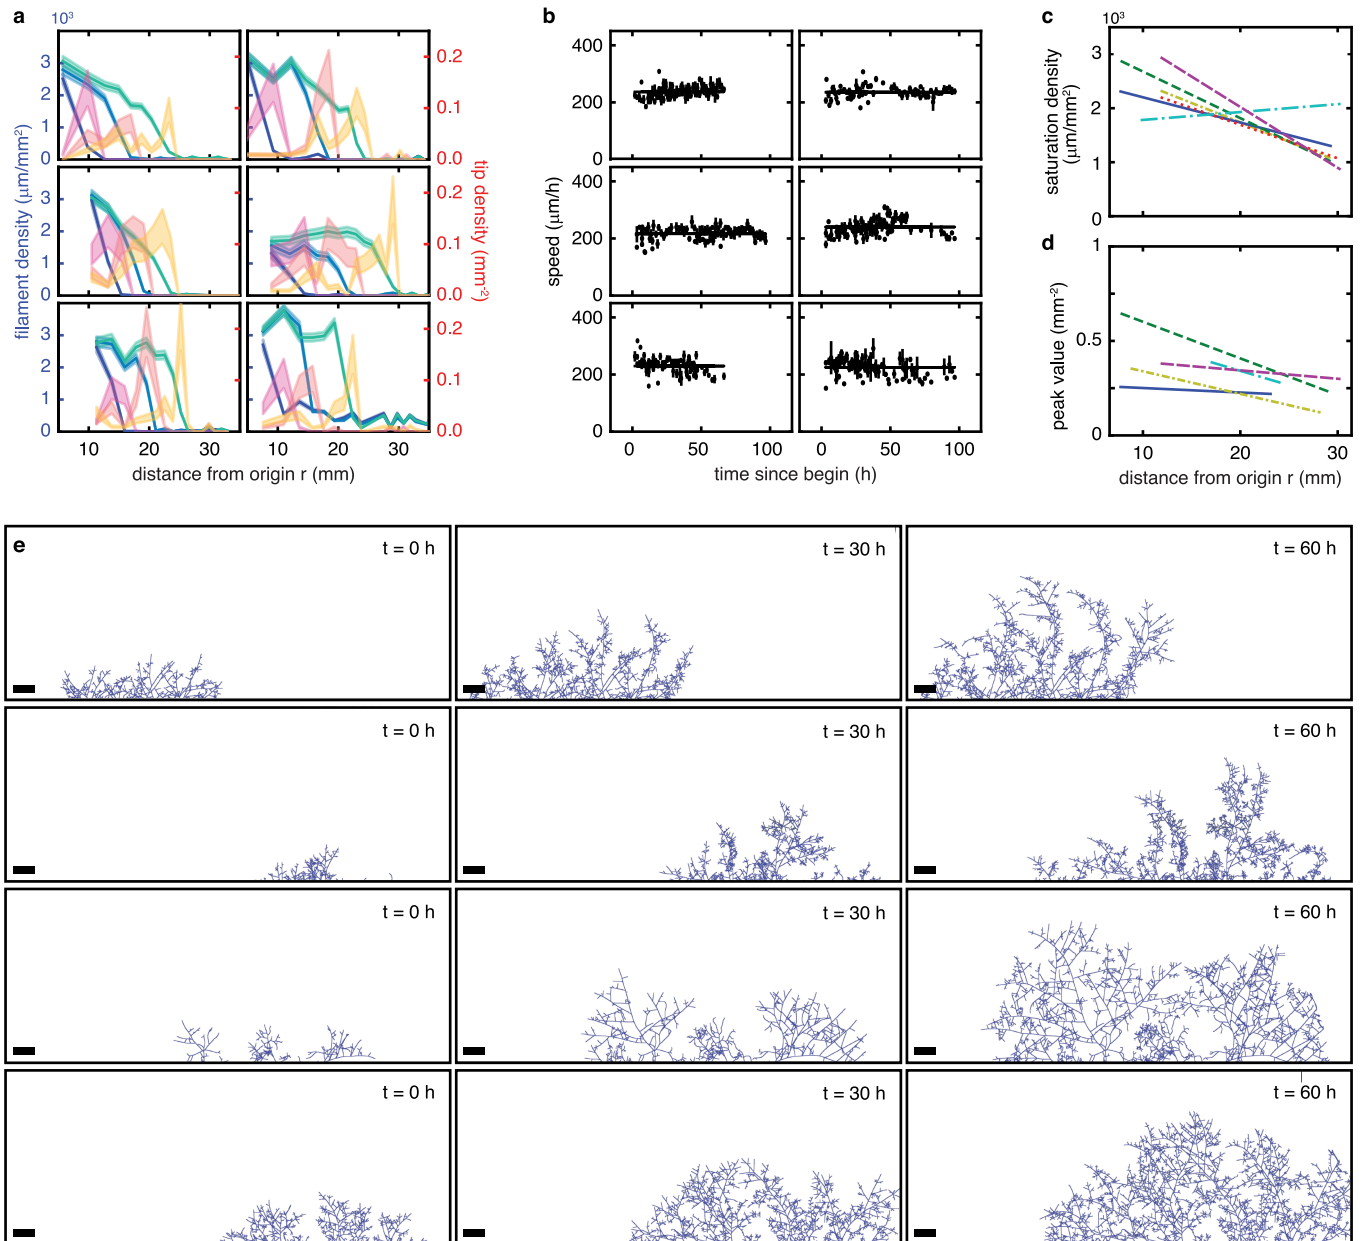 a
10³
3
2
1
0
3
2
1
0
3
2
1
0
filament density (μm/mm²)
0.2
0.1
0.0
0.2
0.1
0.0
0.2
0.1
0.0
tip density (mm⁻²)
10 20 30 10 20 30
distance from origin r (mm)
b
400
200
0
400
200
0
400
200
0
speed (μm/h)
0 50 100 0 50 100
time since begin (h)
c
10³
3
2
1
0
saturation density
(μm/mm²)
d
1
0.5
0
peak value (mm⁻²)
10 20 30
distance from origin r (mm)
e
t = 0 h
t = 30 h
t = 60 h
t = 0 h
t = 30 h
t = 60 h
t = 0 h
t = 30 h
t = 60 h
t = 0 h
t = 30 h
t = 60 h